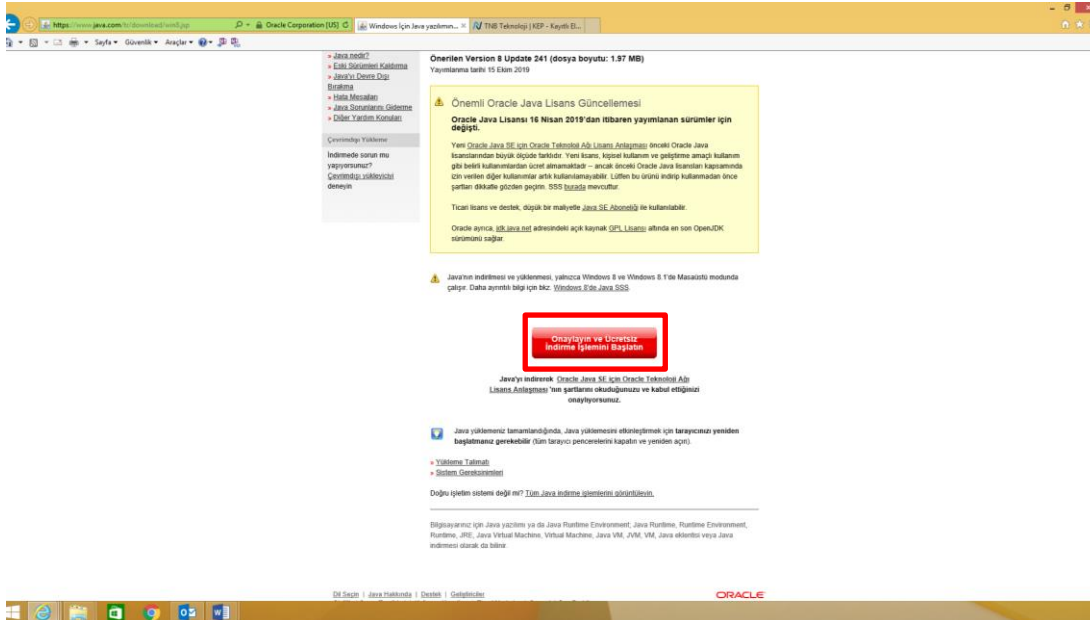 https://www.java.com/tr/download/win8.jsp
Oracle Corporation [US]
Windows İçin Java yazılımın...
TNB Teknoloji | KEP - Kayıtlı El...
Sayfa
Güvenlik
Araçlar
» Java nedir?
» Eski Sürümleri Kaldırma
» Java'yı Devre Dışı
Bırakma
» Hata Mesajları
» Java Sorunlarını Giderme
» Diğer Yardım Konuları
Çevrimdışı Yükleme
İndirmede sorun mu
yaşıyorsunuz?
Çevrimdışı yükleyiciyi
deneyin
Önerilen Version 8 Update 241 (dosya boyutu: 1.97 MB)
Yayımlanma tarihi 15 Ekim 2019
Önemli Oracle Java Lisans Güncellemesi
Oracle Java Lisansı 16 Nisan 2019'dan itibaren yayımlanan sürümler için
değişti.
Yeni Oracle Java SE için Oracle Teknoloji Ağı Lisans Anlaşması önceki Oracle Java
lisanslarından büyük ölçüde farklıdır. Yeni lisans, kişisel kullanım ve geliştirme amaçlı kullanım
gibi belirli kullanımlardan ücret almamaktadır -- ancak önceki Oracle Java lisansları kapsamında
izin verilen diğer kullanımlar artık kullanılamayabilir. Lütfen bu ürünü indirip kullanmadan önce
şartları dikkatle gözden geçirin. SSS burada mevcuttur.
Ticari lisans ve destek, düşük bir maliyetle Java SE Aboneliği ile kullanılabilir.
Oracle ayrıca, jdk.java.net adresindeki açık kaynak GPL Lisansı altında en son OpenJDK
sürümünü sağlar.
Java'nın indirilmesi ve yüklenmesi, yalnızca Windows 8 ve Windows 8.1'de Masaüstü modunda
çalışır. Daha ayrıntılı bilgi için bkz. Windows 8'de Java SSS.
Onaylayın ve Ücretsiz
İndirme İşlemini Başlatın
Java'yı indirerek Oracle Java SE için Oracle Teknoloji Ağı
Lisans Anlaşması 'nın şartlarını okuduğunuzu ve kabul ettiğinizi
onaylıyorsunuz.
Java yüklemeniz tamamlandığında, Java yüklemesini etkinleştirmek için tarayıcınızı yeniden
başlatmanız gerekebilir (tüm tarayıcı pencerelerini kapatın ve yeniden açın).
» Yükleme Talimatı
» Sistem Gereksinimleri
Doğru işletim sistemi değil mi? Tüm Java indirme işlemlerini görüntüleyin.
Bilgisayarınız için Java yazılımı ya da Java Runtime Environment; Java Runtime, Runtime Environment,
Runtime, JRE, Java Virtual Machine, Virtual Machine, Java VM, JVM, VM, Java eklentisi veya Java
indirmesi olarak da bilinir
Dil Seçin | Java Hakkında | Destek | Geliştiriciler
ORACLE